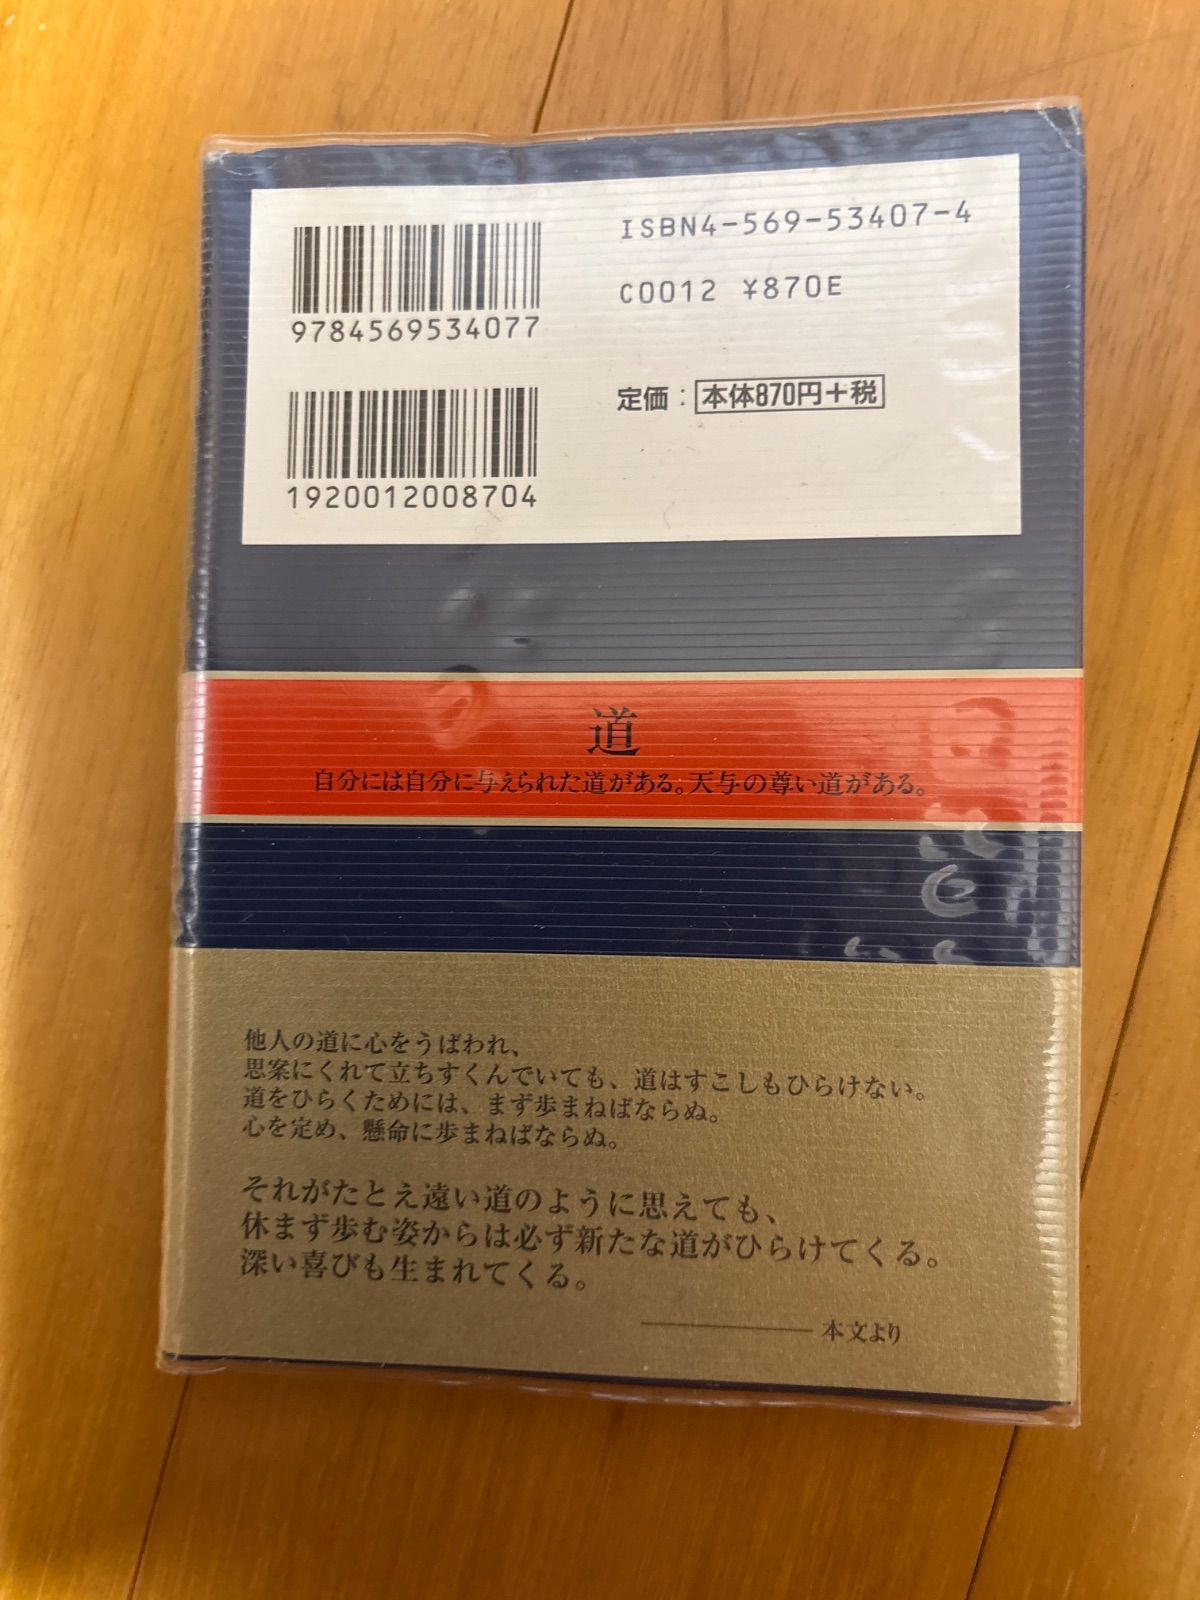 ISBN4-569-53407-4
C0012 ¥870E
定価：本体870円＋税
9784569534077
1920012008704
道
自分には自分に与えられた道がある。天与の尊い道がある。
他人の道に心をうばわれ、
思案にくれて立ちすくんでいても、道はすこしもひらけない。
道をひらくためには、まず歩まねばならぬ。
心を定め、懸命に歩まねばならぬ。
それがたとえ遠い道のように思えても、
休まず歩む姿からは必ず新たな道がひらけてくる。
深い喜びも生まれてくる。
本文より